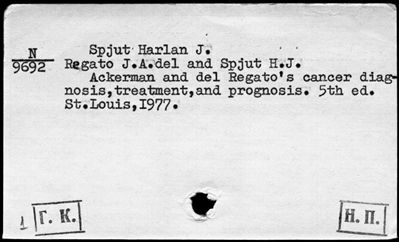 Spjut Harlan J.
N
9692
Regato J.A.del and Spjut H.J.
Ackerman and del Regato's cancer diag-
nosis,treatment,and prognosis. 5th ed.
St.Louis,1977.
1
Г. К.
Н. П.